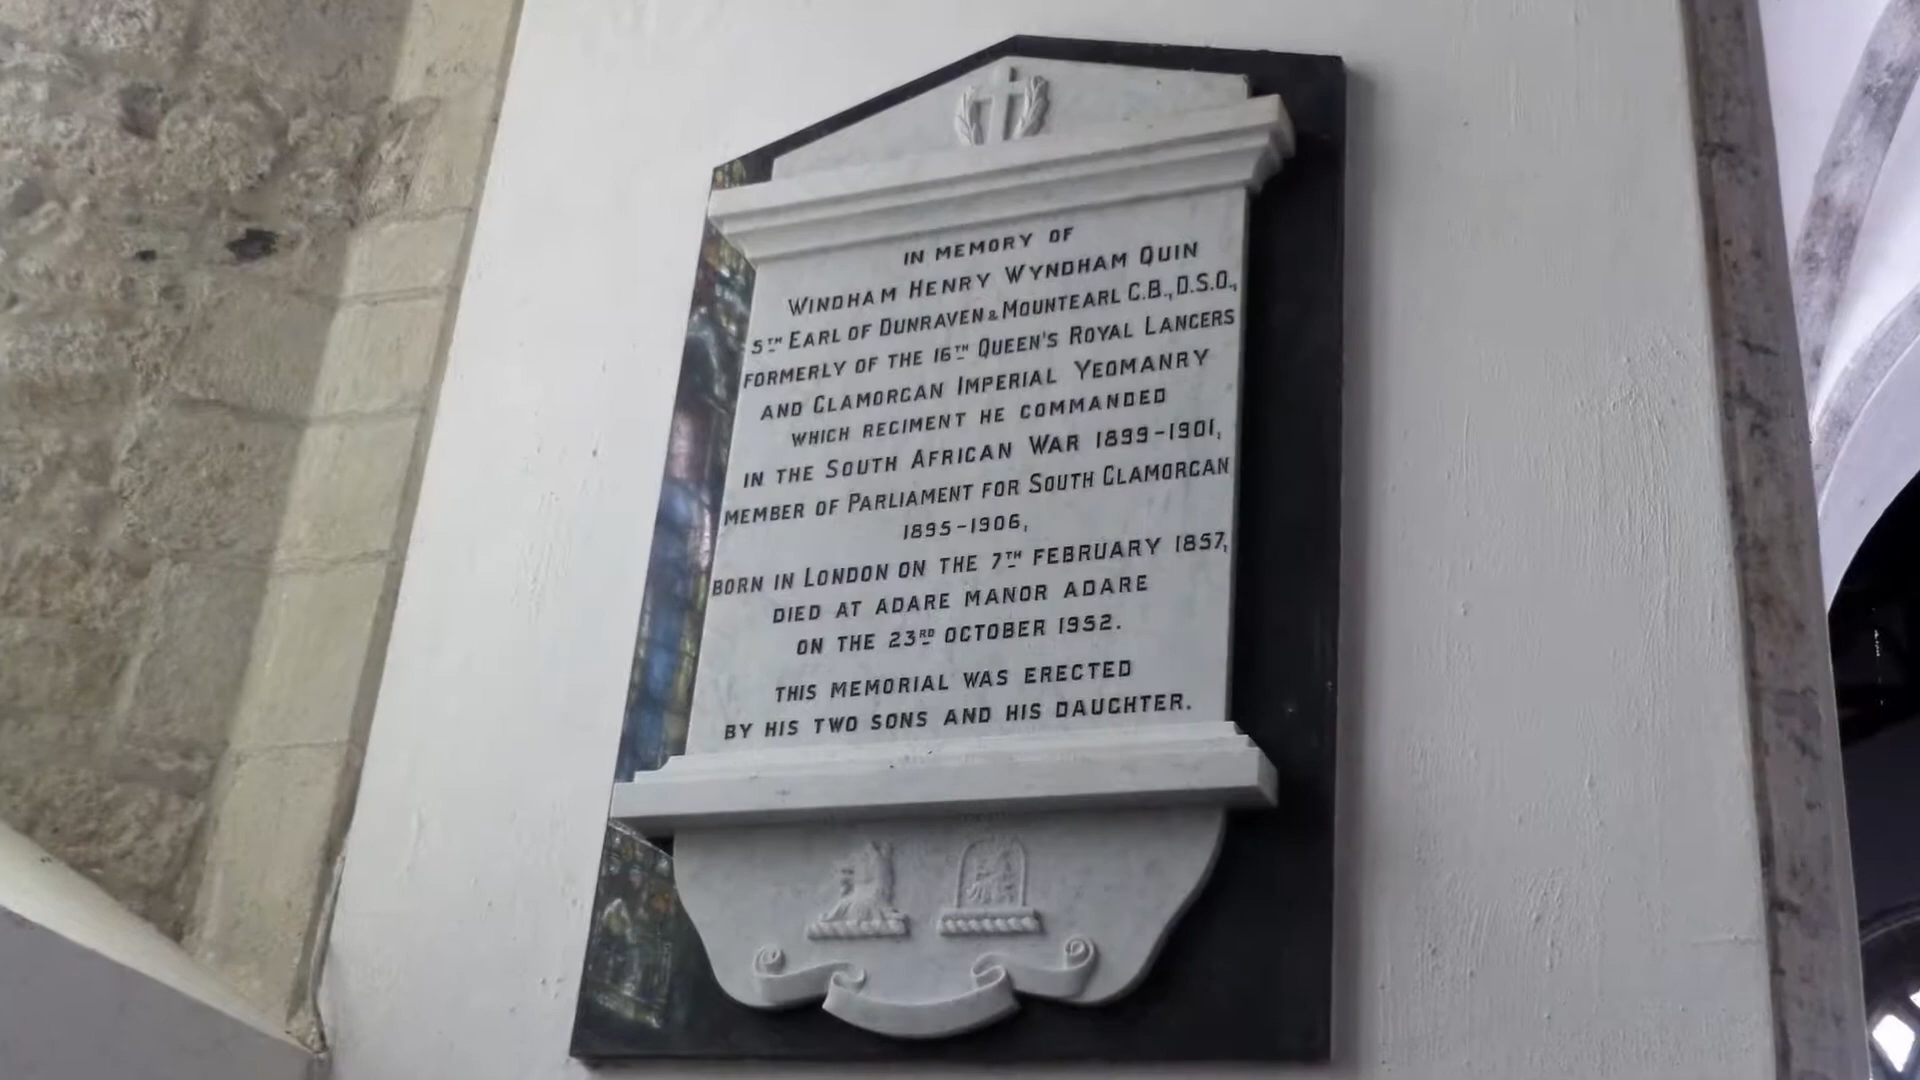 IN MEMORY OF
WINDHAM HENRY WYNDHAM QUIN
5TH EARL OF DUNRAVEN & MOUNTEARL C.B., D.S.O.,
FORMERLY OF THE 16TH QUEEN'S ROYAL LANCERS
AND GLAMORGAN IMPERIAL YEOMANRY
WHICH REGIMENT HE COMMANDED
IN THE SOUTH AFRICAN WAR 1899-1901,
MEMBER OF PARLIAMENT FOR SOUTH GLAMORGAN
1895-1906,
BORN IN LONDON ON THE 7TH FEBRUARY 1857,
DIED AT ADARE MANOR ADARE
ON THE 23RD OCTOBER 1952.
THIS MEMORIAL WAS ERECTED
BY HIS TWO SONS AND HIS DAUGHTER.